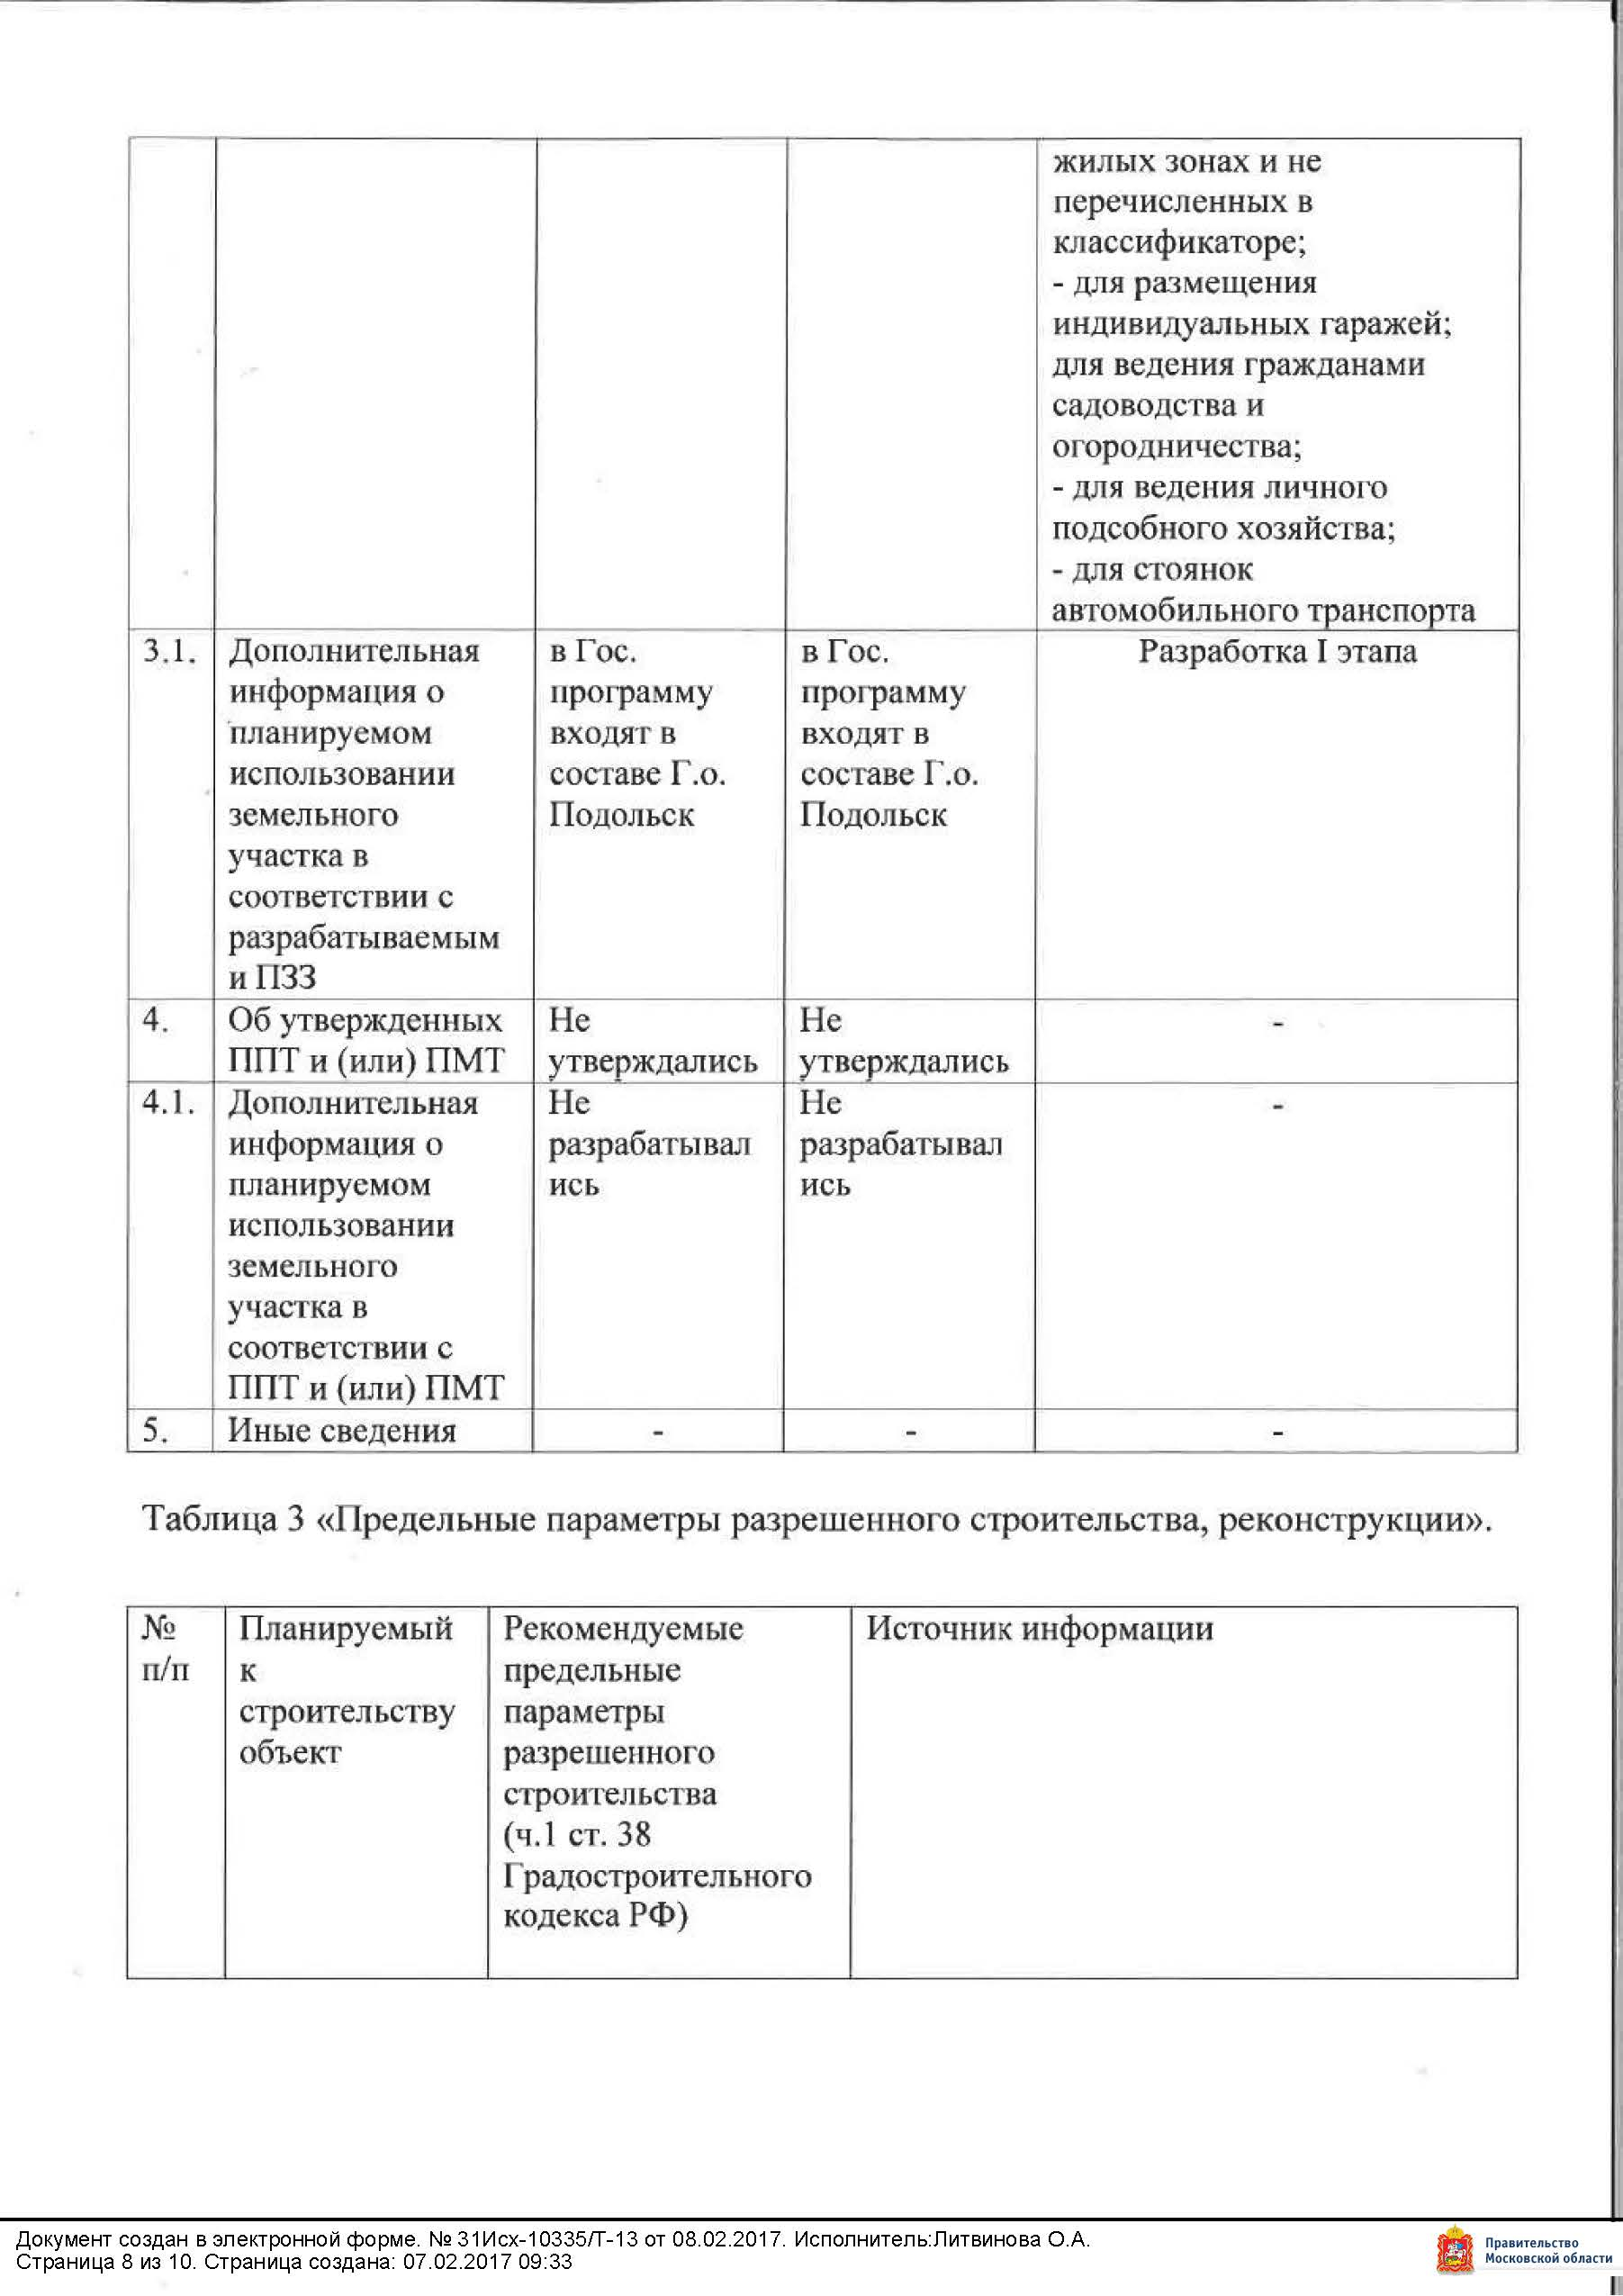 жилых зонах и не
перечисленных в
классификаторе;
- для размещения
индивидуальных гаражей;
для ведения гражданами
садоводства и
огородничества;
- для ведения личного
подсобного хозяйства;
- для стоянок
автомобильного транспорта
3.1.
Дополнительная
информация о
планируемом
использовании
земельного
участка в
соответствии с
разрабатываемым
и ПЗЗ
в Гос.
программу
входят в
составе Г.о.
Подольск
в Гос.
программу
входят в
составе Г.о.
Подольск
Разработка I этапа
4.
Об утвержденных
ППТ и (или) ПМТ
Не
утверждались
Не
утверждались
-
4.1.
Дополнительная
информация о
планируемом
использовании
земельного
участка в
соответствии с
ППТ и (или) ПМТ
Не
разрабатывал
ись
Не
разрабатывал
ись
-
5.
Иные сведения
-
-
-
Таблица 3 «Предельные параметры разрешенного строительства, реконструкции».
№
п/п
Планируемый
к
строительству
объект
Рекомендуемые
предельные
параметры
разрешенного
строительства
(ч.1 ст. 38
Градостроительного
кодекса РФ)
Источник информации
Документ создан в электронной форме. № 31Исх-10335/Т-13 от 08.02.2017. Исполнитель:Литвинова О.А.
Страница 8 из 10. Страница создана: 07.02.2017 09:33
Правительство
Московской области